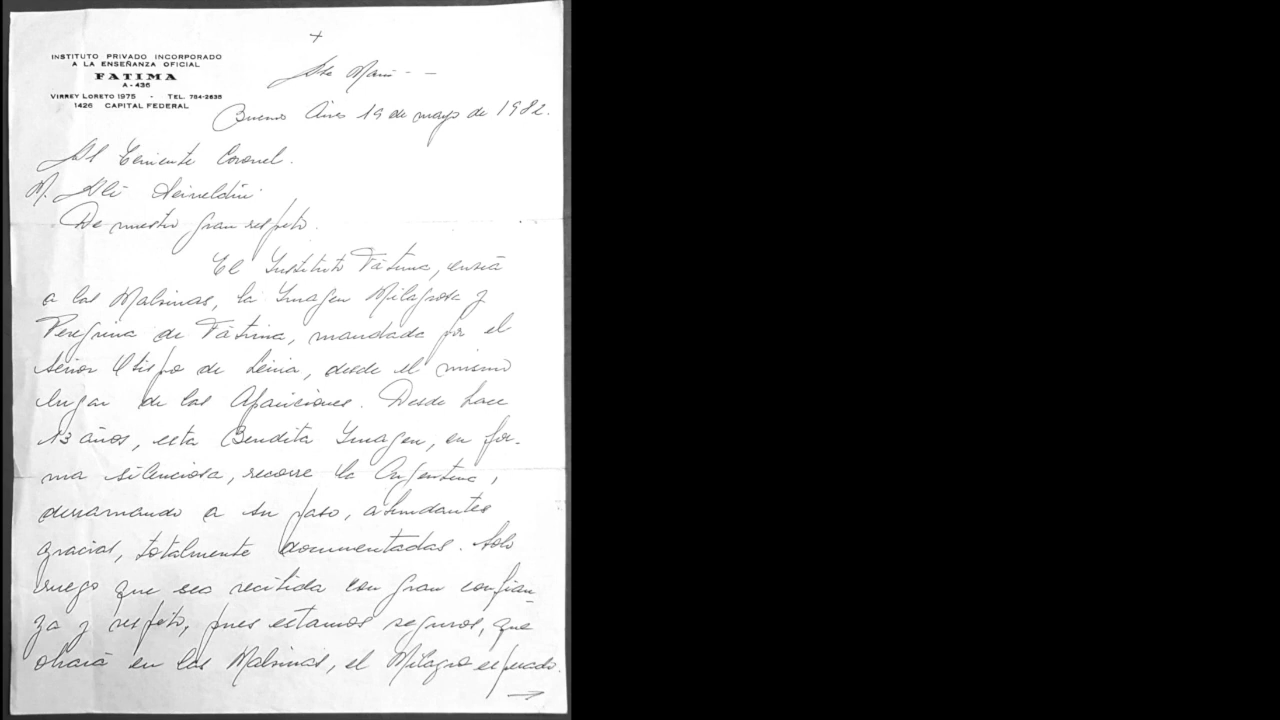 +
INSTITUTO PRIVADO INCORPORADO
A LA ENSEÑANZA OFICIAL
FATIMA
A-436
VIRREY LORETO 1975 - TEL. 784-2838
1426 CAPITAL FEDERAL
Buenos Aires 19 de mayo de 1982.
Al Teniente Coronel.
M. Alí Seineldín
De nuestro gran respeto.
El Instituto Fátima, envía
a las Malvinas, la Imagen Milagrosa y
Peregrina de Fátima, mandada por el
Señor Obispo de Leiria, desde el mismo
lugar de las Apariciones. Desde hace
13 años, esta Bendita Imagen, en for-
ma silenciosa, recorre la Argentina,
derramando a su paso, abundantes
gracias, totalmente documentadas. Solo
ruego que sea recibida con gran confian-
za y respeto, pues estamos seguros, que
obrará en las Malvinas, el Milagro esperado.